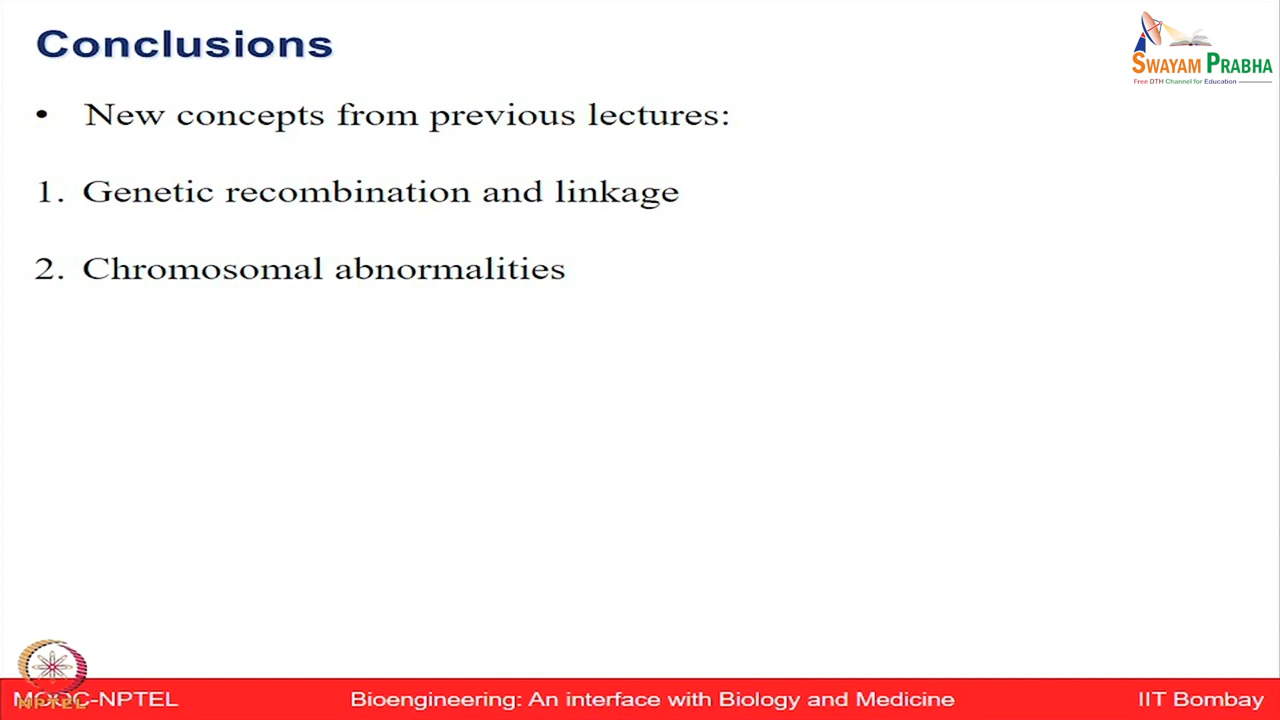 Conclusions
SWAYAM PRABHA
Free DTH Channel for Education
• New concepts from previous lectures:
1. Genetic recombination and linkage
2. Chromosomal abnormalities
NPTEL
MOOC-NPTEL Bioengineering: An interface with Biology and Medicine IIT Bombay